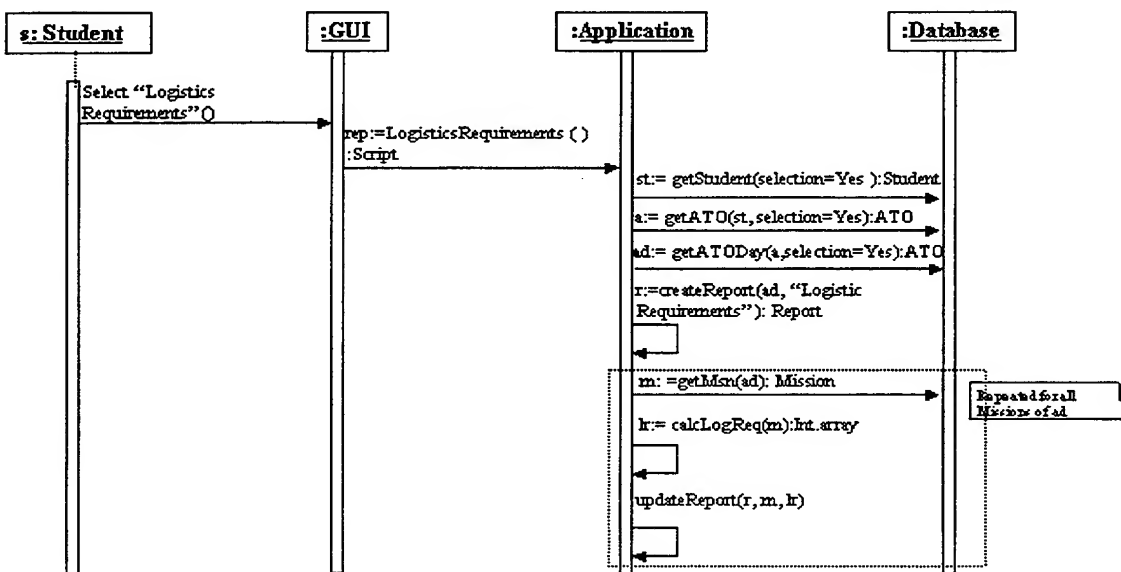 s: Student
:GUI
:Application
:Database
Select “Logistics
Requirements”()
rep:=LogisticsRequirements ( )
:Script
st:= getStudent(selection=Yes ):Student
a:= getATO(st, selection=Yes):ATO
ad:= getATODay(a,selection=Yes):ATO
r:=createReport(ad, “Logistic
Requirements”): Report
m: =getMsn(ad): Mission
Repeated for all
Missions of ad
lr:= calcLogReq(m):Int.array
updateReport(r, m, lr)